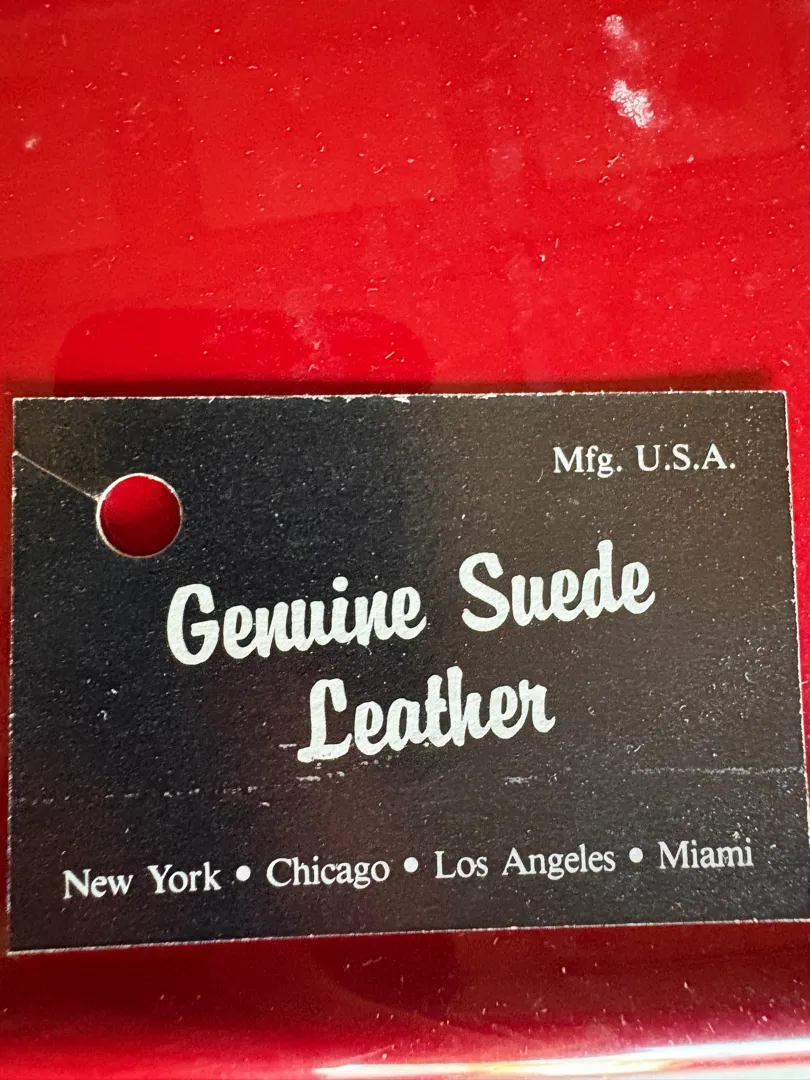 Mfg. U.S.A.
Genuine Suede
Leather
New York • Chicago • Los Angeles • Miami